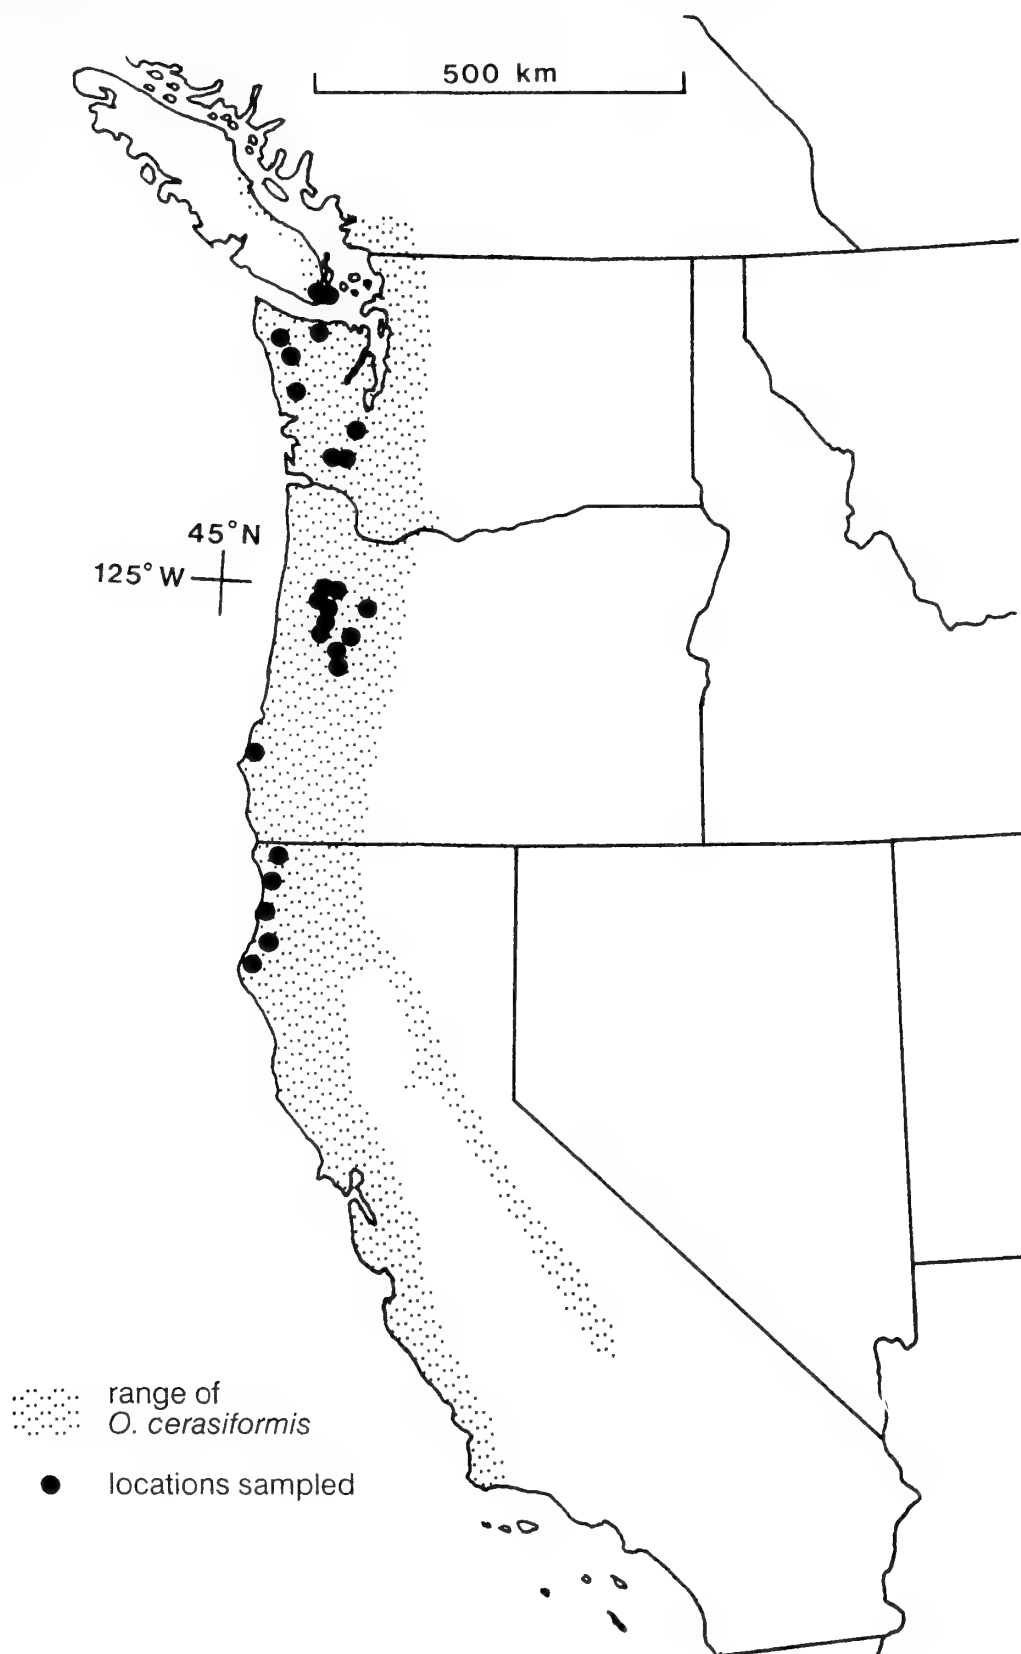 500 km
45°N
125°W
range of
O. cerasiformis
locations sampled